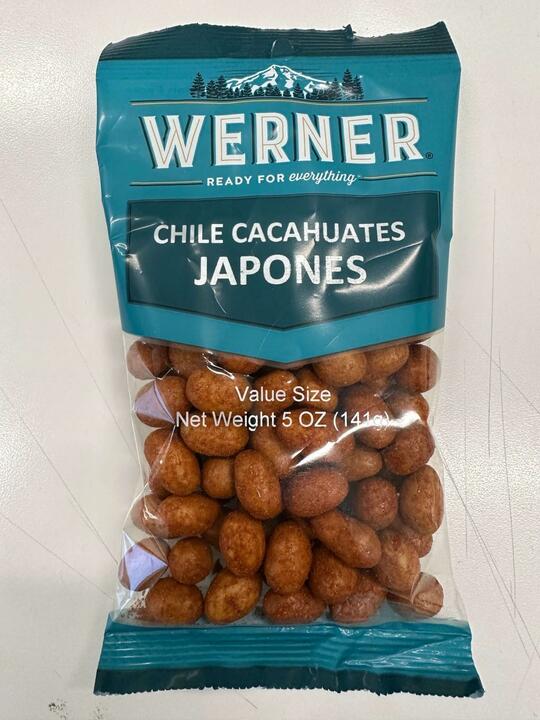 WERNER®
READY FOR everything
CHILE CACAHUATES
JAPONES
Value Size
Net Weight 5 OZ (141g)